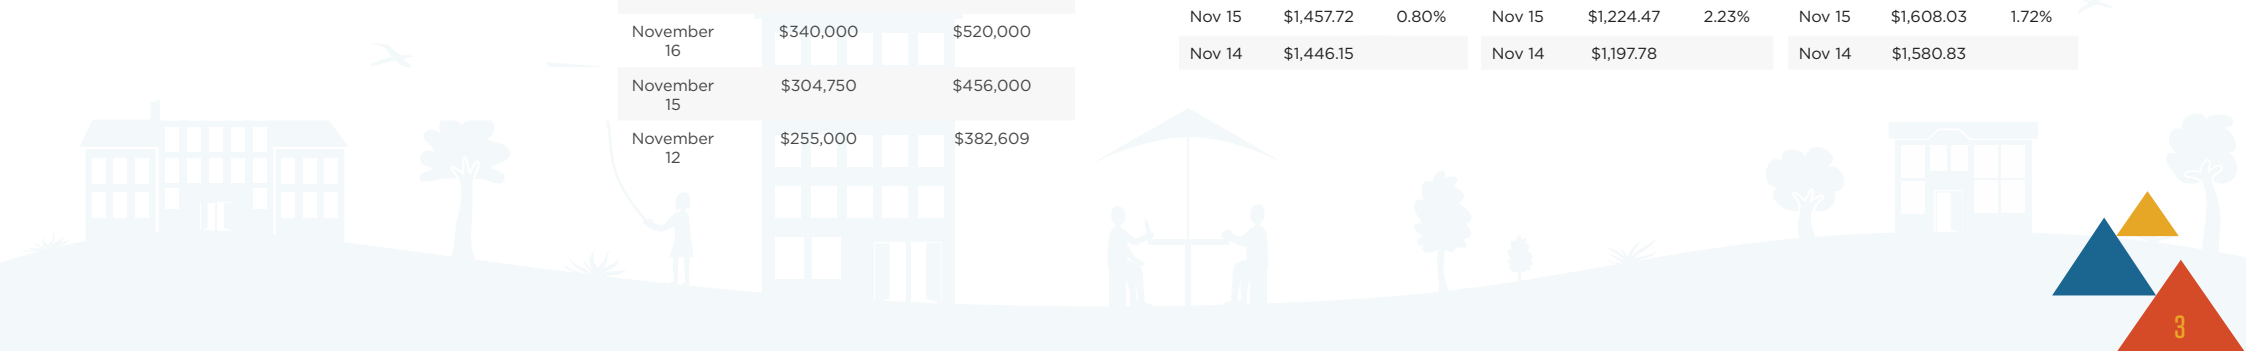 November $340,000 $520,000
16
November $304,750 $456,000
15
November $255,000 $382,609
12
Nov 15 $1,457.72 0.80% Nov 15 $1,224.47 2.23% Nov 15 $1,608.03 1.72%
Nov 14 $1,446.15 Nov 14 $1,197.78 Nov 14 $1,580.83
3